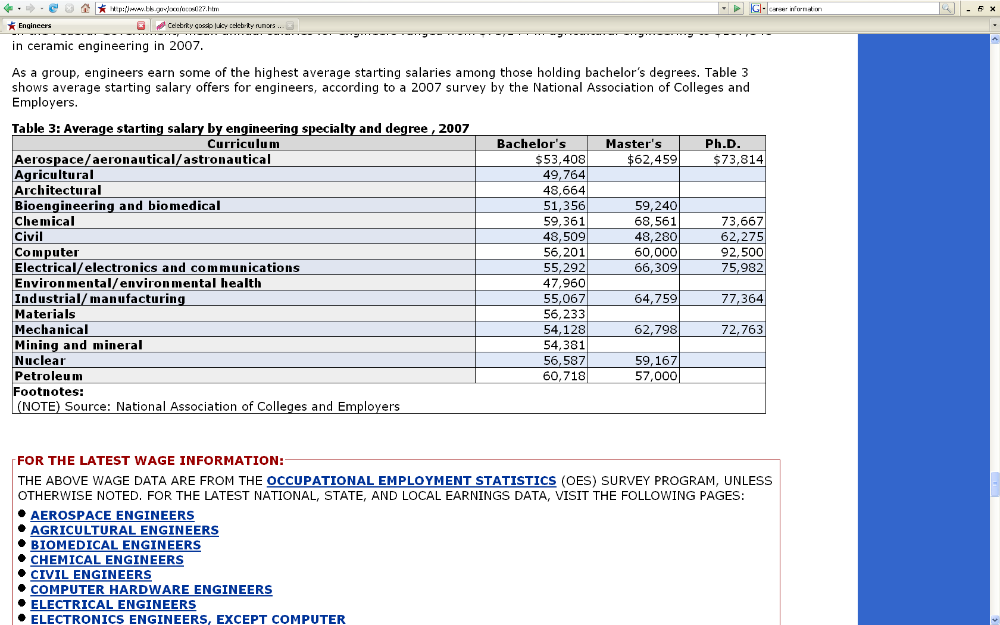 http://www.bls.gov/oco/ocos027.htm
career information
Engineers
Celebrity gossip juicy celebrity rumors ...
in ceramic engineering in 2007.
As a group, engineers earn some of the highest average starting salaries among those holding bachelor’s degrees. Table 3
shows average starting salary offers for engineers, according to a 2007 survey by the National Association of Colleges and
Employers.
Table 3: Average starting salary by engineering specialty and degree , 2007
Curriculum Bachelor's Master's Ph.D.
Aerospace/aeronautical/astronautical $53,408 $62,459 $73,814
Agricultural 49,764
Architectural 48,664
Bioengineering and biomedical 51,356 59,240
Chemical 59,361 68,561 73,667
Civil 48,509 48,280 62,275
Computer 56,201 60,000 92,500
Electrical/electronics and communications 55,292 66,309 75,982
Environmental/environmental health 47,960
Industrial/manufacturing 55,067 64,759 77,364
Materials 56,233
Mechanical 54,128 62,798 72,763
Mining and mineral 54,381
Nuclear 56,587 59,167
Petroleum 60,718 57,000
Footnotes:
(NOTE) Source: National Association of Colleges and Employers
FOR THE LATEST WAGE INFORMATION:
THE ABOVE WAGE DATA ARE FROM THE OCCUPATIONAL EMPLOYMENT STATISTICS (OES) SURVEY PROGRAM, UNLESS
OTHERWISE NOTED. FOR THE LATEST NATIONAL, STATE, AND LOCAL EARNINGS DATA, VISIT THE FOLLOWING PAGES:
AEROSPACE ENGINEERS
AGRICULTURAL ENGINEERS
BIOMEDICAL ENGINEERS
CHEMICAL ENGINEERS
CIVIL ENGINEERS
COMPUTER HARDWARE ENGINEERS
ELECTRICAL ENGINEERS
ELECTRONICS ENGINEERS, EXCEPT COMPUTER